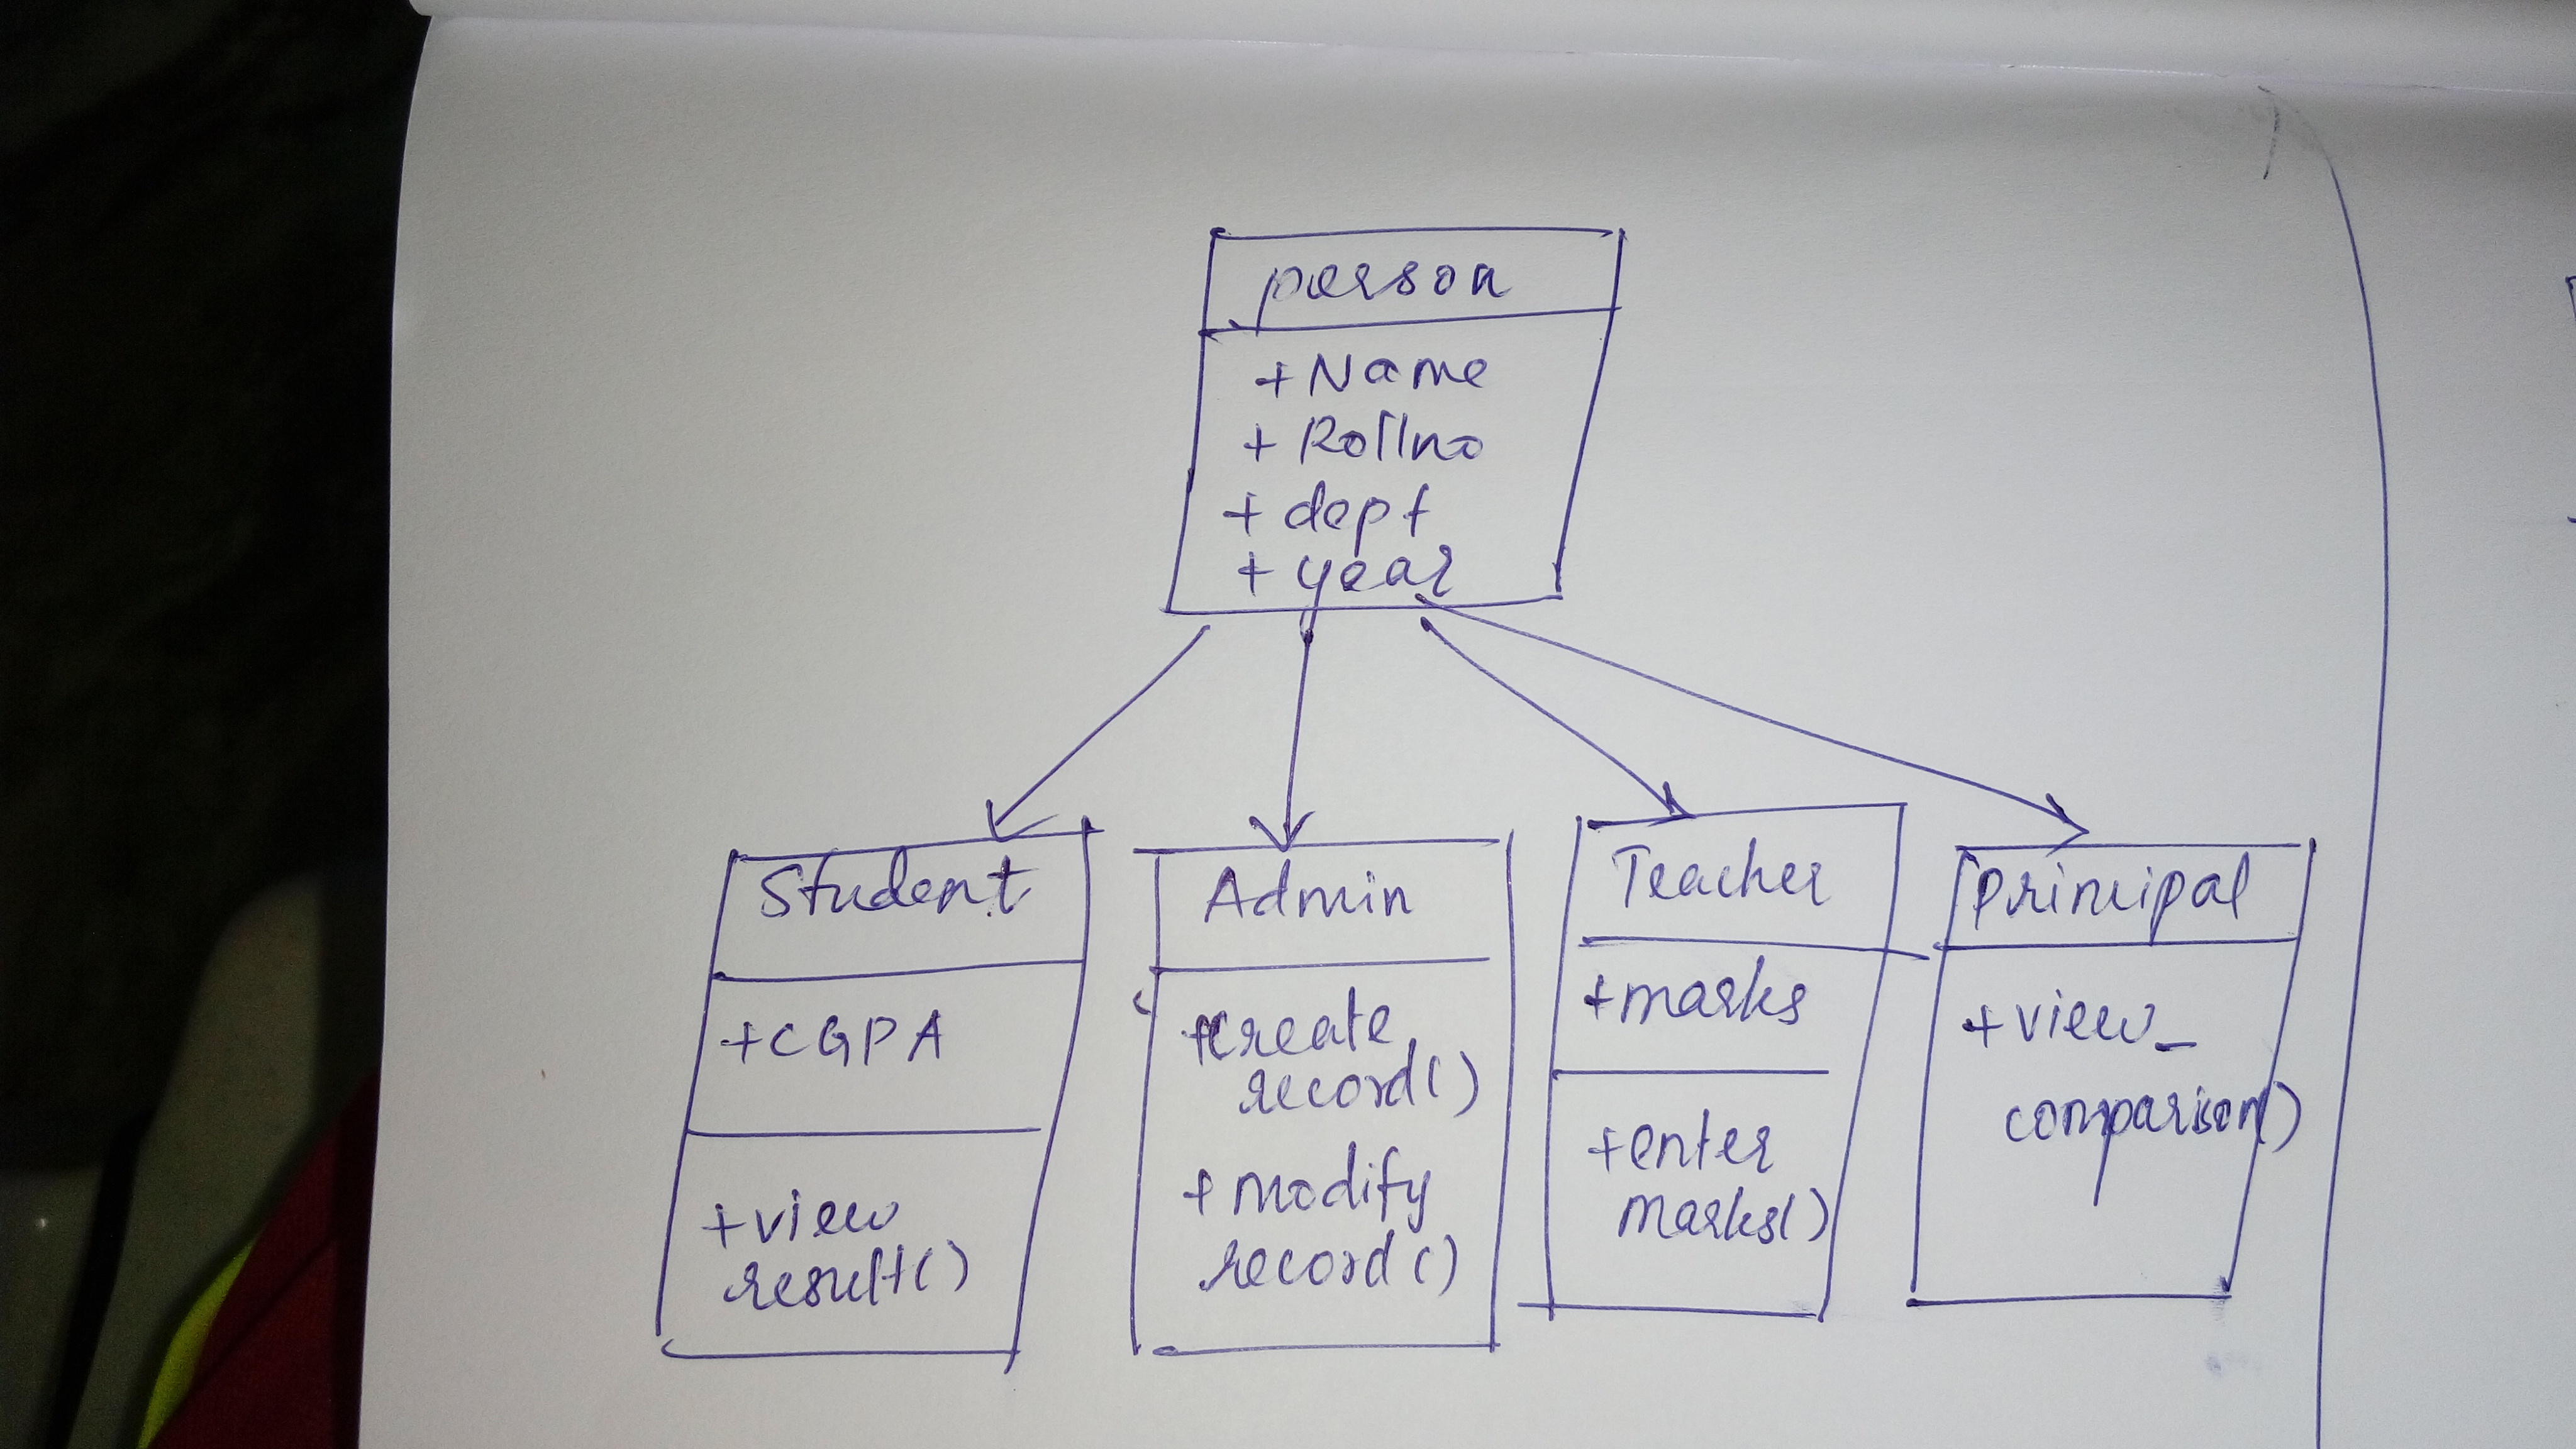 person
+ Name
+ Rollno
+ dept
+ year
Student
+CGPA
+view
result()
Admin
+create
record()
+ modify
record()
Teacher
+marks
+enter
marks()
principal
+view_
comparison()